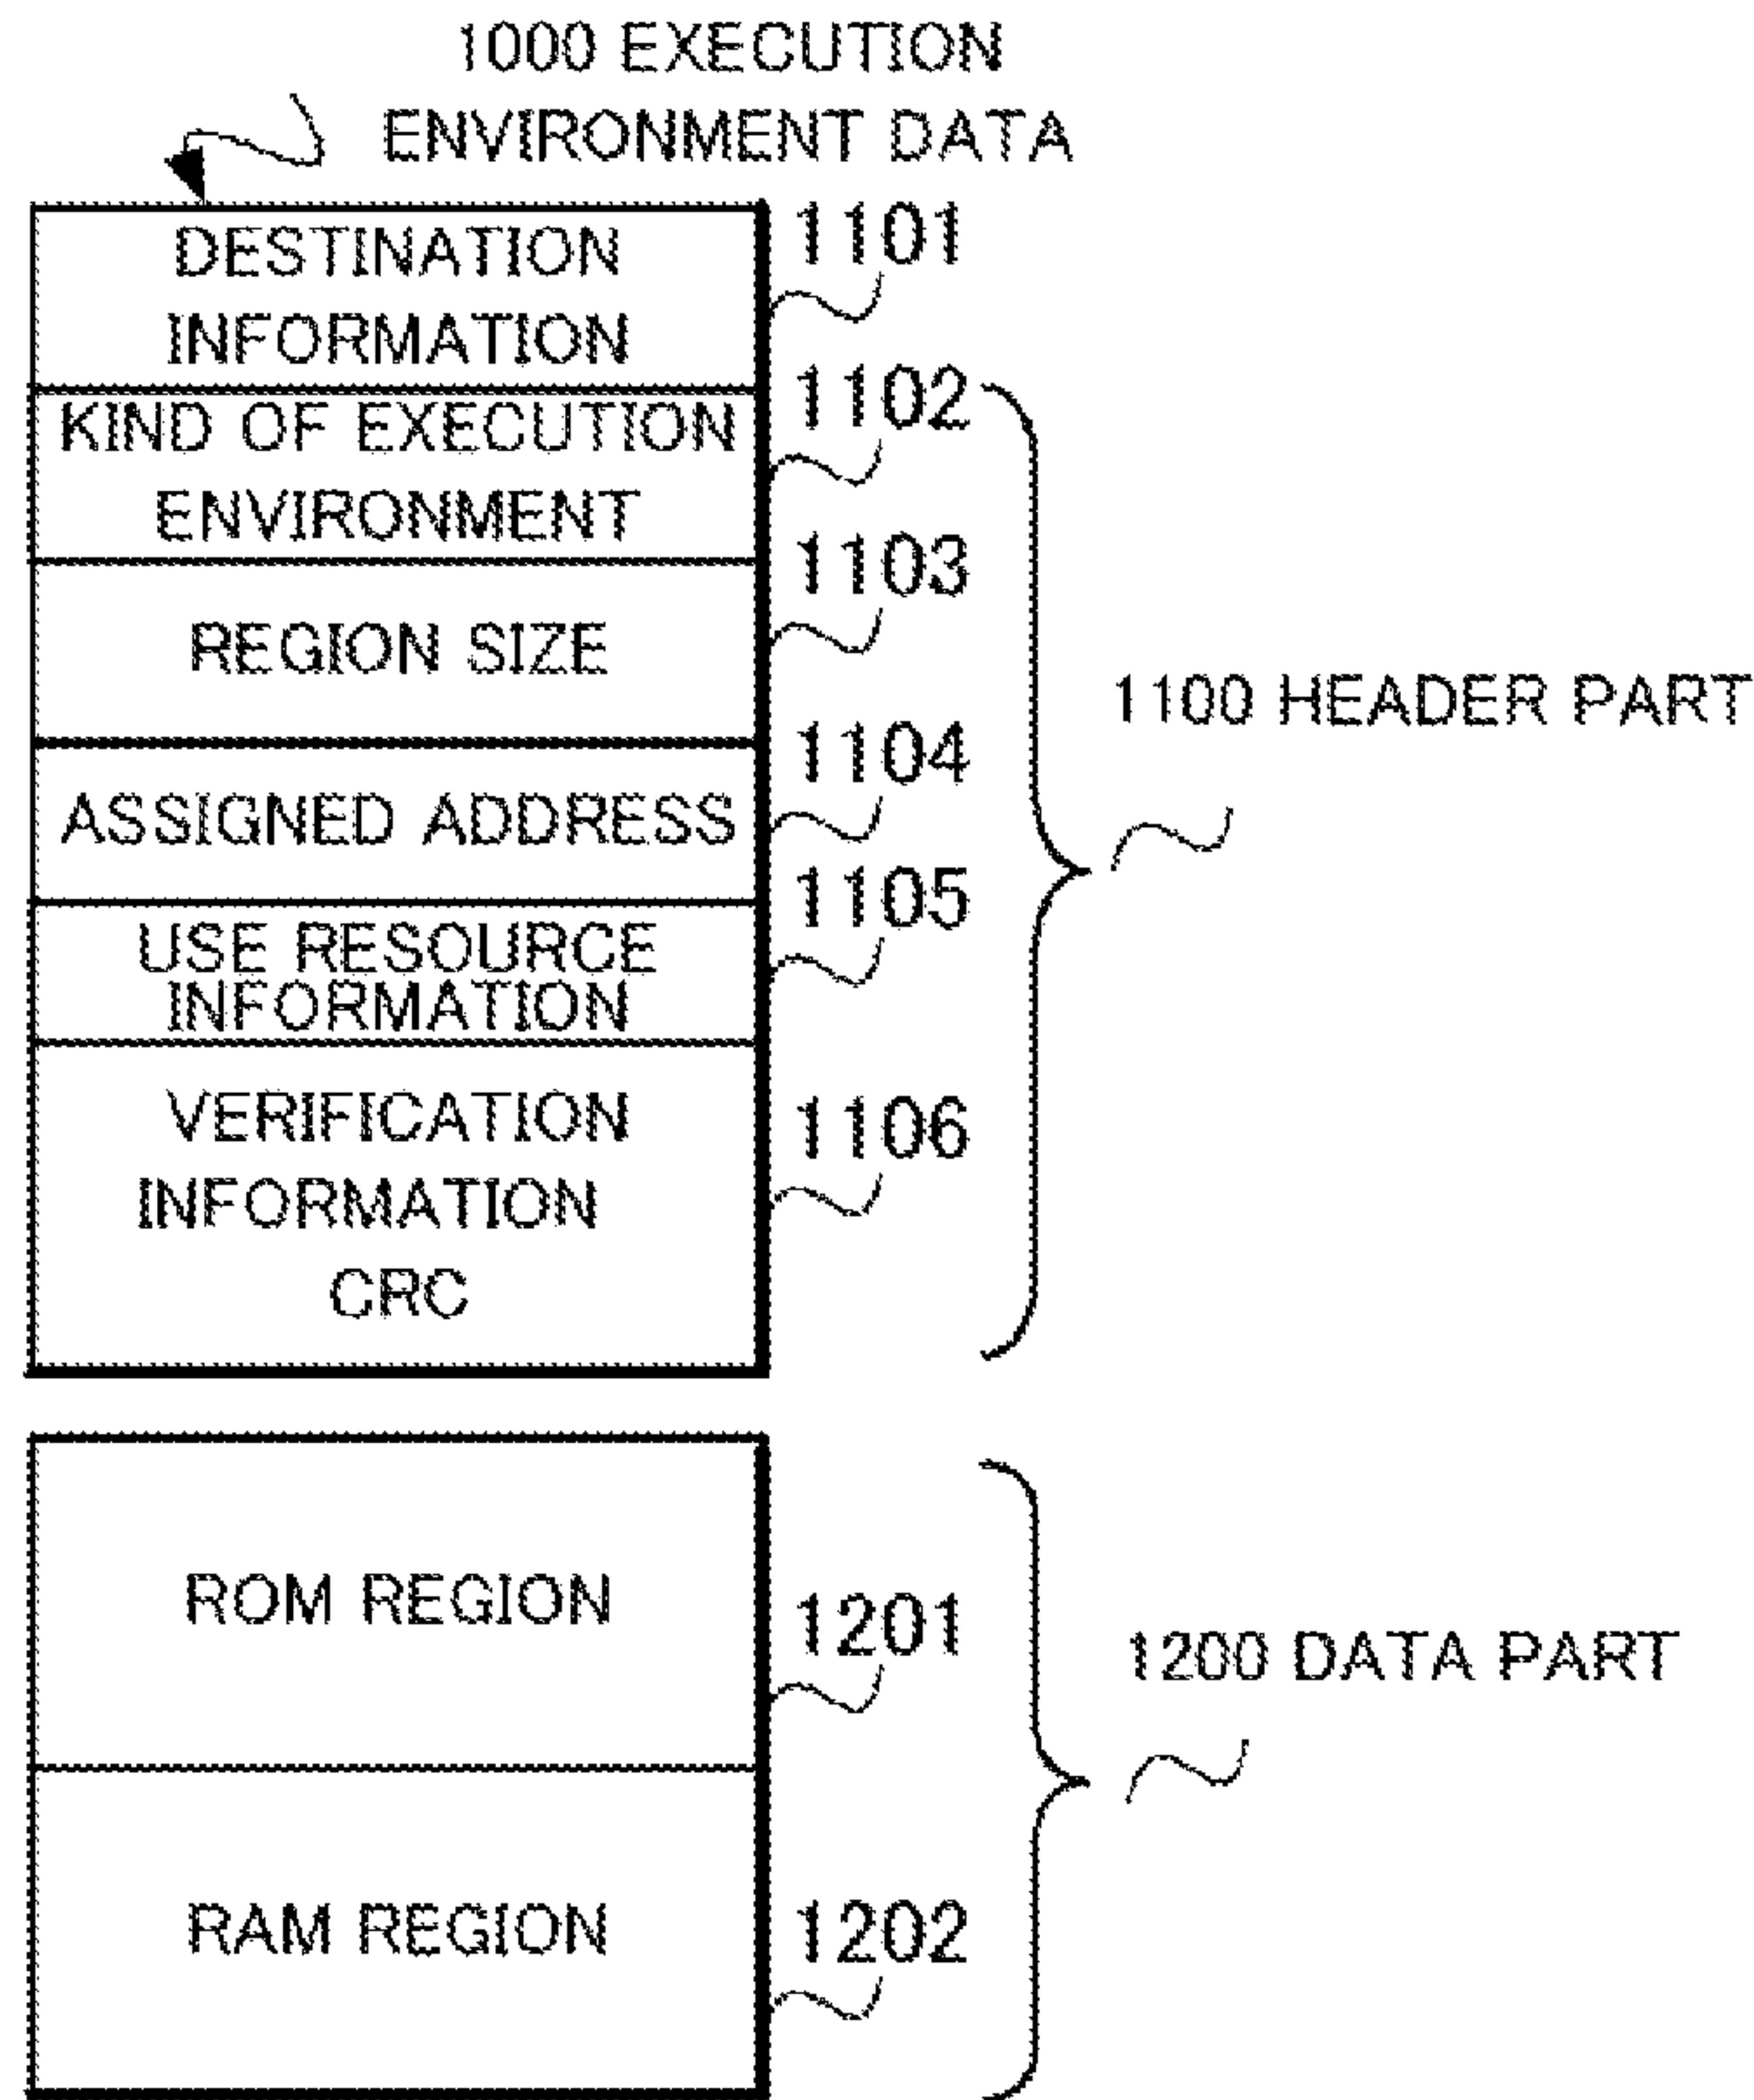 1000 EXECUTION
ENVIRONMENT DATA
DESTINATION
INFORMATION
1101
KIND OF EXECUTION
ENVIRONMENT
1102
REGION SIZE
1103
ASSIGNED ADDRESS
1104
USE RESOURCE
INFORMATION
1105
VERIFICATION
INFORMATION
CRC
1106
1100 HEADER PART
ROM REGION
1201
RAM REGION
1202
1200 DATA PART